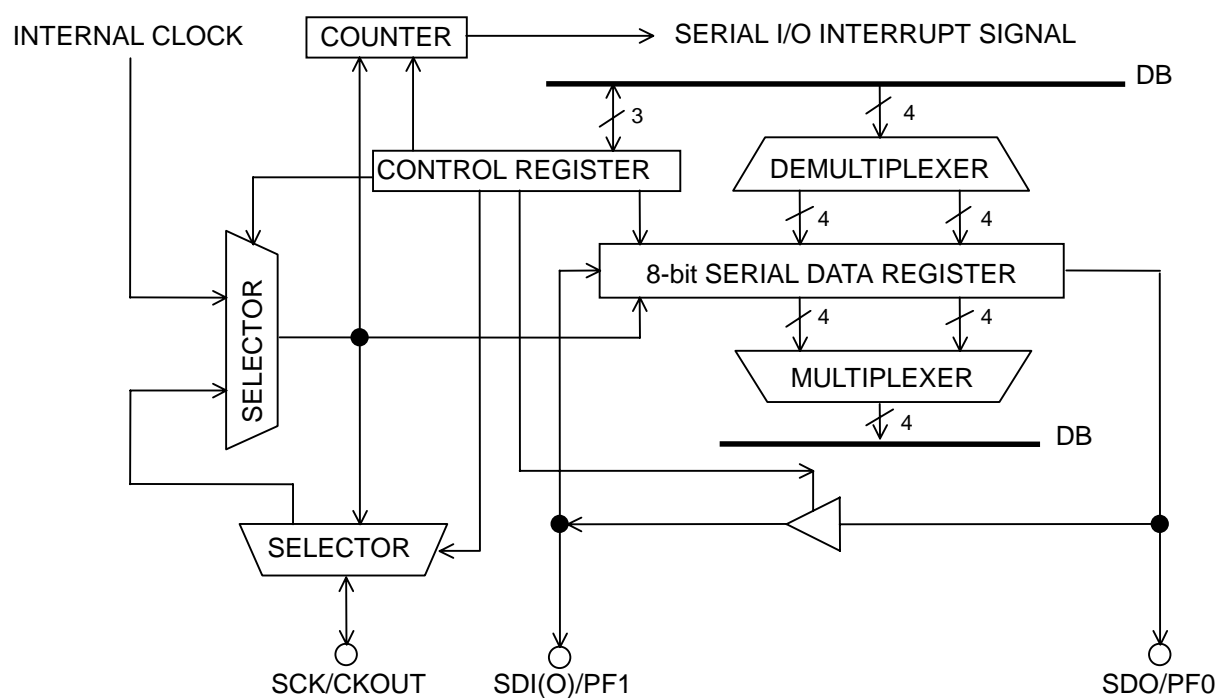 INTERNAL CLOCK
COUNTER
SERIAL I/O INTERRUPT SIGNAL
DB
3
4
CONTROL REGISTER
DEMULTIPLEXER
4
4
8-bit SERIAL DATA REGISTER
SELECTOR
4
4
MULTIPLEXER
4
DB
SELECTOR
SCK/CKOUT
SDI(O)/PF1
SDO/PF0